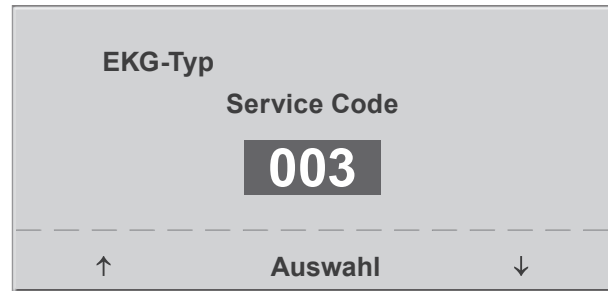 EKG-Typ
Service Code
003
↑ Auswahl ↓